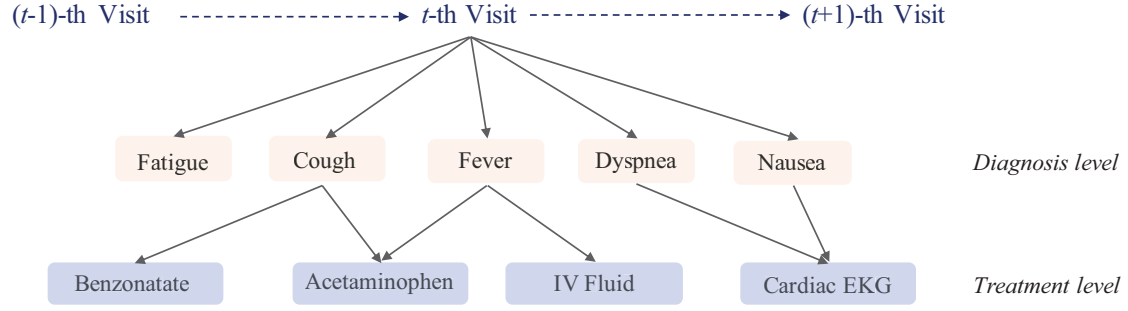 (t-1)-th Visit t-th Visit (t+1)-th Visit
Fatigue Cough Fever Dyspnea Nausea Diagnosis level
Benzonatate Acetaminophen IV Fluid Cardiac EKG Treatment level